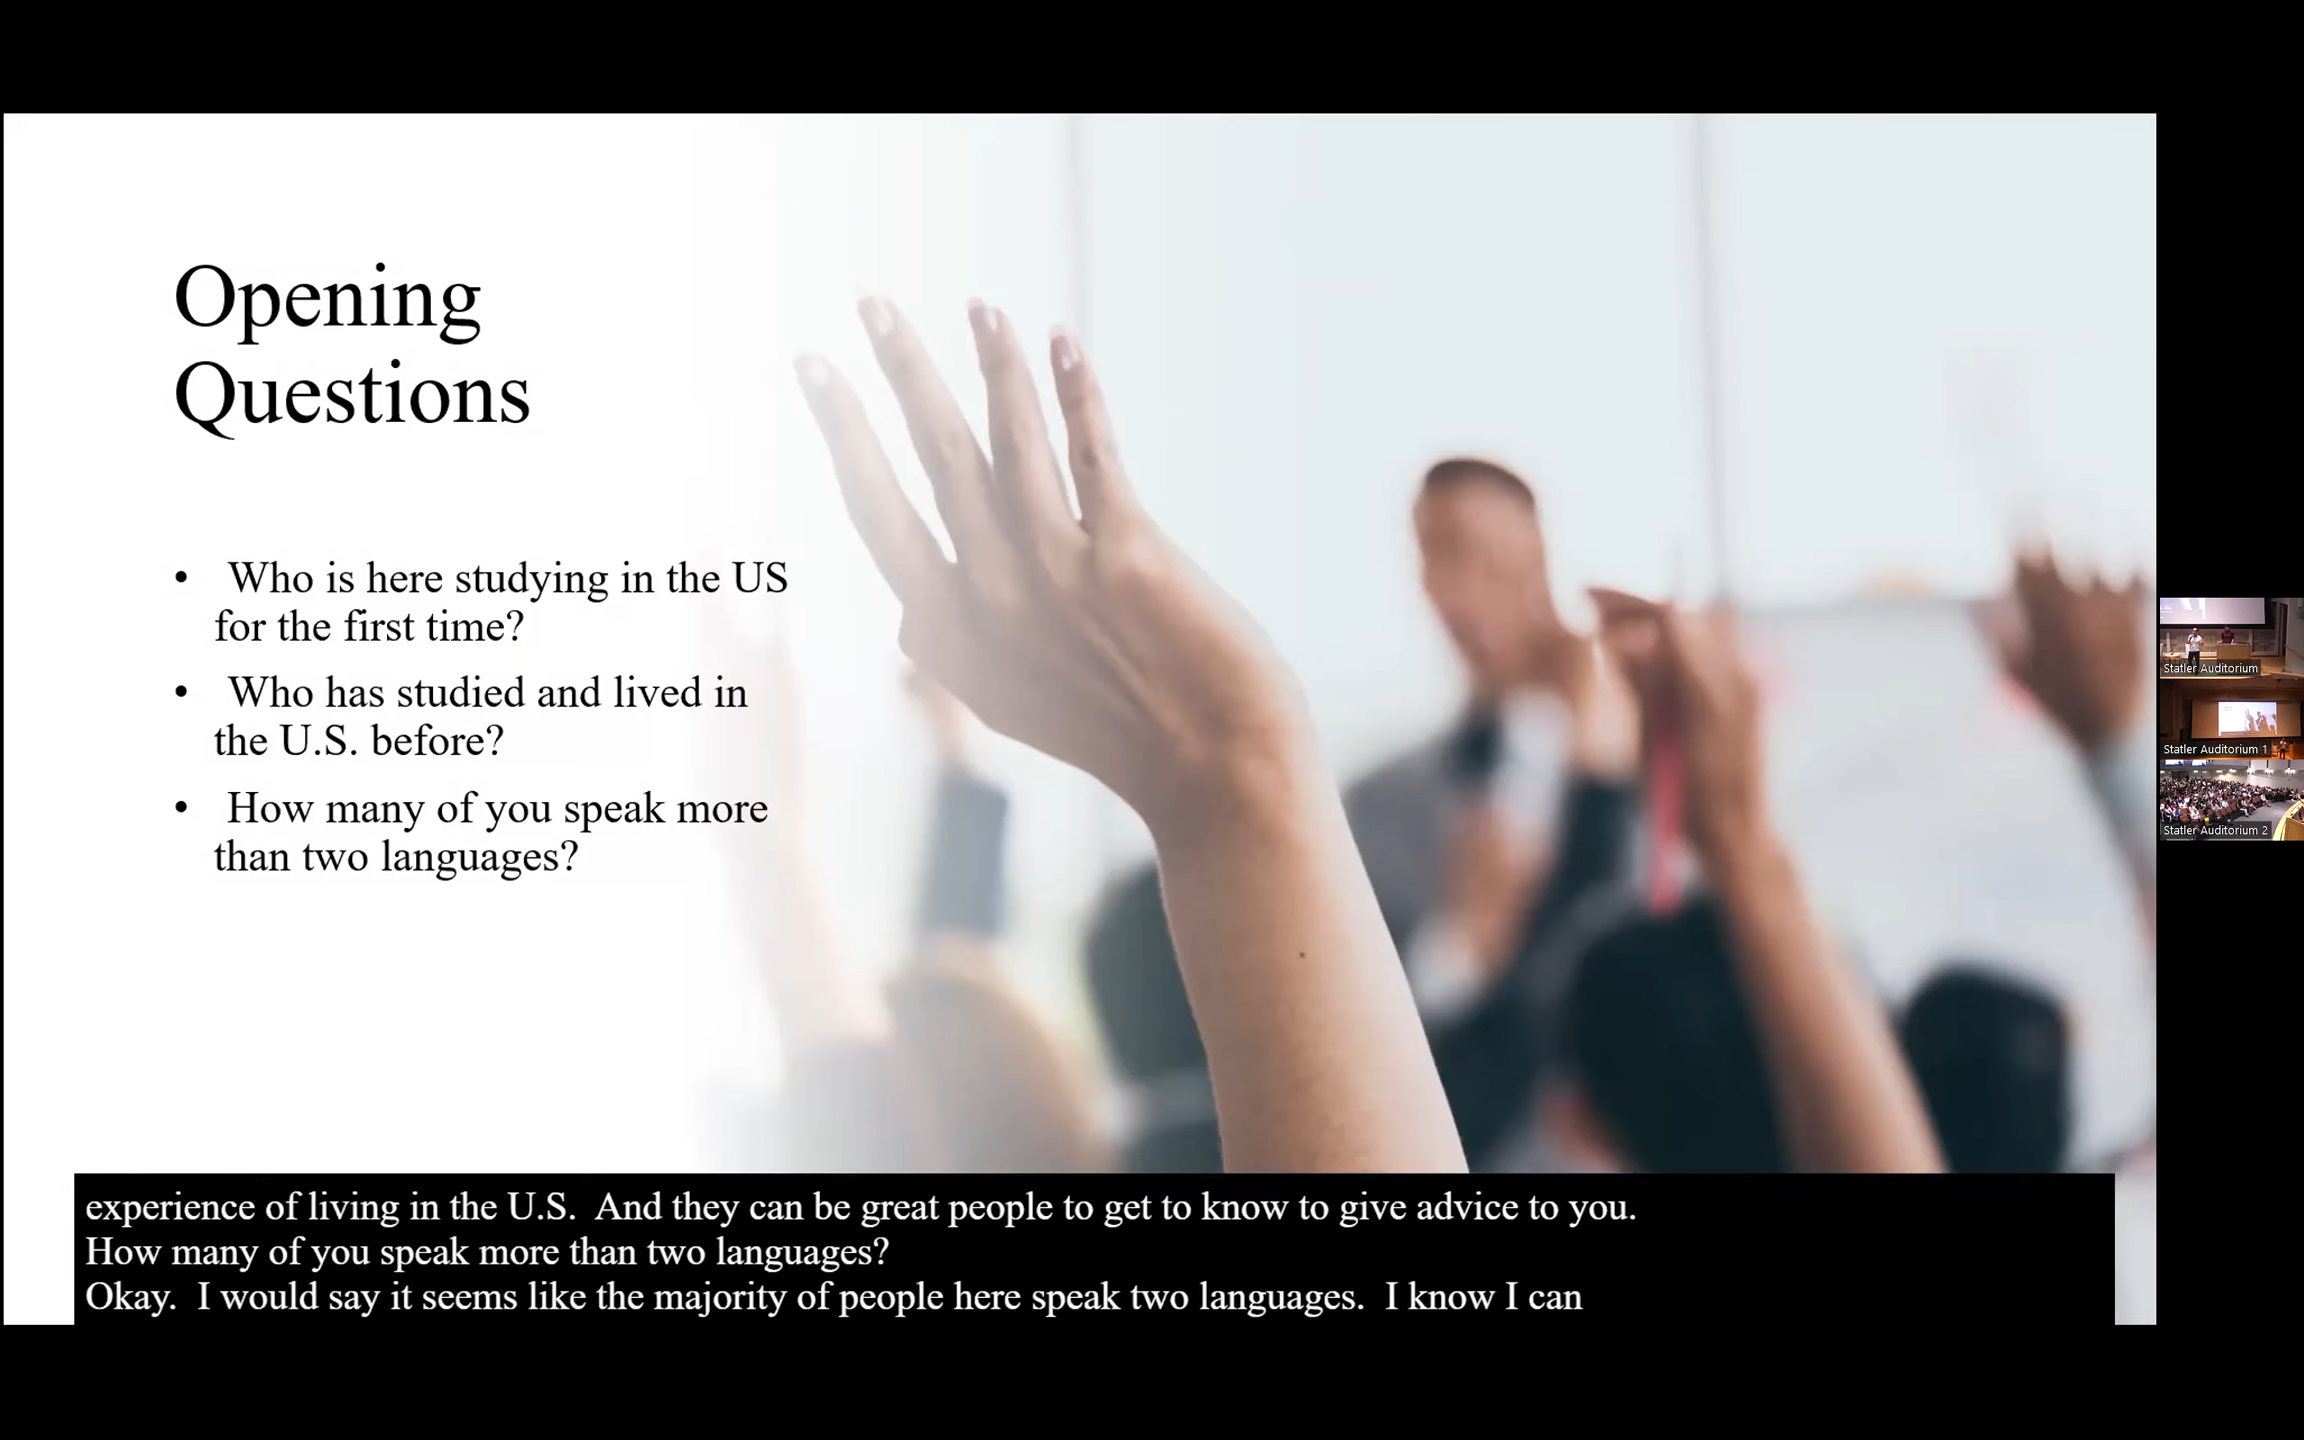 Opening
Questions
• Who is here studying in the US
for the first time?
• Who has studied and lived in
the U.S. before?
• How many of you speak more
than two languages?
Statler Auditorium
Statler Auditorium 1
Statler Auditorium 2
experience of living in the U.S.  And they can be great people to get to know to give advice to you.
How many of you speak more than two languages?
Okay.  I would say it seems like the majority of people here speak two languages.  I know I can